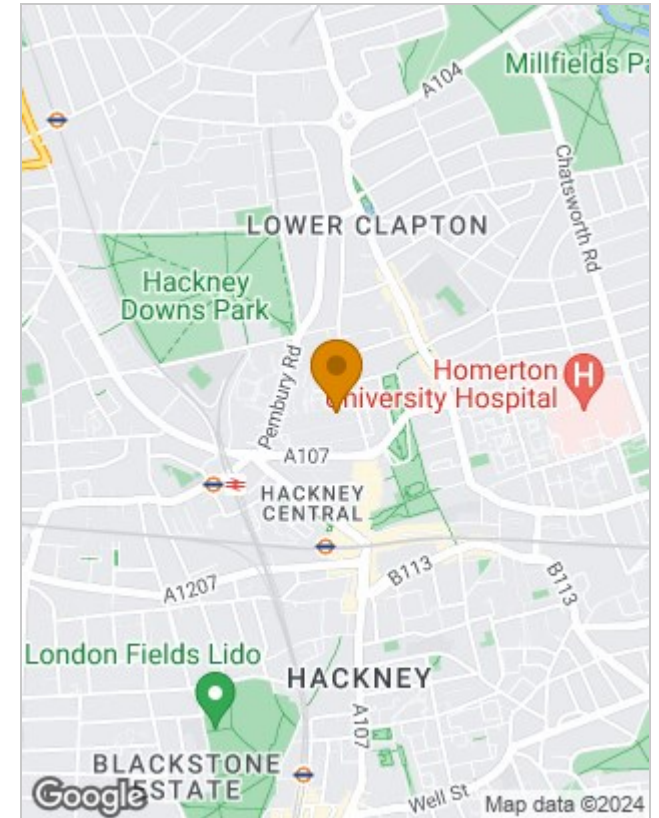 A104
Millfields Pa
Chatsworth Rd
LOWER CLAPTON
Hackney
Downs Park
Pembury Rd
Homerton
University Hospital
H
A107
HACKNEY
CENTRAL
B113
B113
A1207
London Fields Lido
HACKNEY
A107
BLACKSTONE
ESTATE
Well St
Google
Map data ©2024